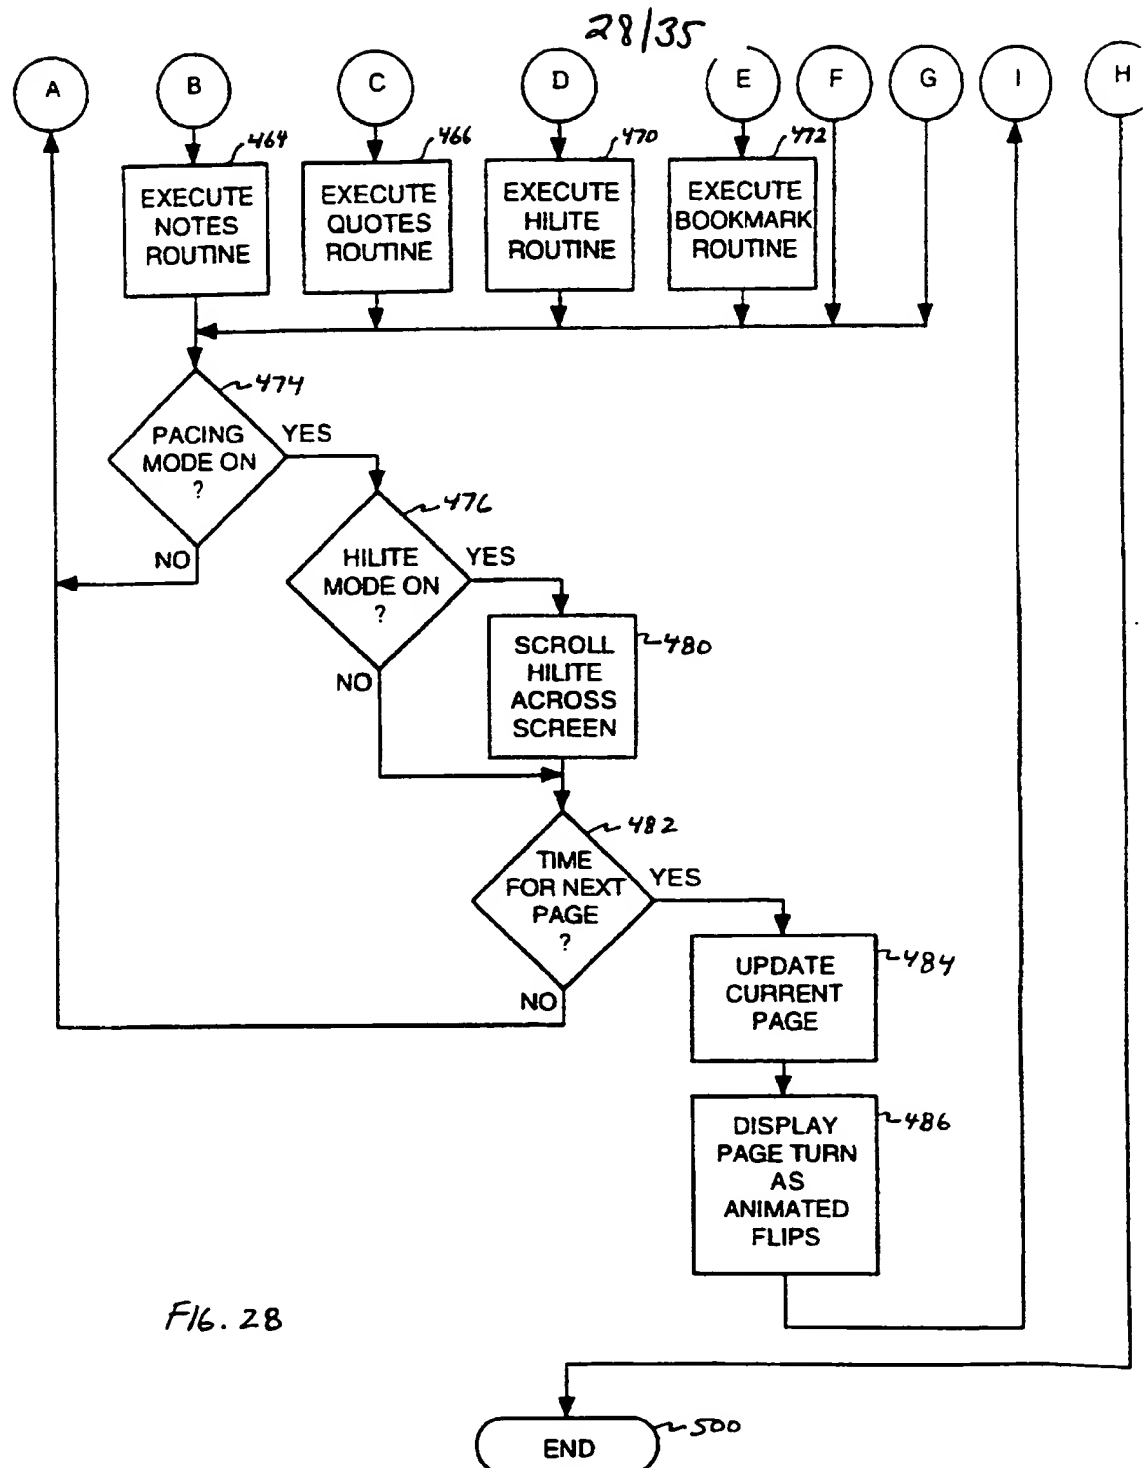 28/35
A
B
C
D
E
F
G
I
H
464
466
470
472
EXECUTE
NOTES
ROUTINE
EXECUTE
QUOTES
ROUTINE
EXECUTE
HILITE
ROUTINE
EXECUTE
BOOKMARK
ROUTINE
474
PACING
MODE ON
?
YES
NO
476
HILITE
MODE ON
?
YES
NO
480
SCROLL
HILITE
ACROSS
SCREEN
482
TIME
FOR NEXT
PAGE
?
YES
NO
484
UPDATE
CURRENT
PAGE
486
DISPLAY
PAGE TURN
AS
ANIMATED
FLIPS
FIG. 28
500
END